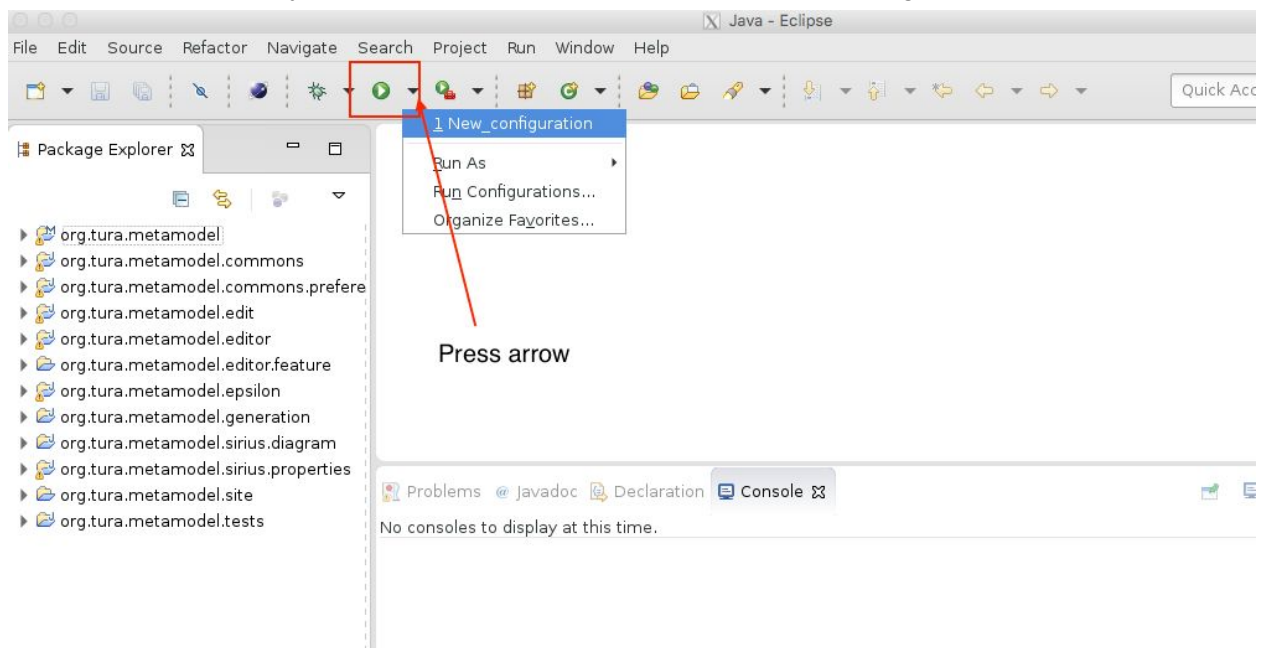 Java - Eclipse
File Edit Source Refactor Navigate Search Project Run Window Help
Quick Acc
1 New_configuration
Package Explorer
Run As
Run Configurations...
Organize Favorites...
org.tura.metamodel
org.tura.metamodel.commons
org.tura.metamodel.commons.prefere
org.tura.metamodel.edit
org.tura.metamodel.editor
Press arrow
org.tura.metamodel.editor.feature
org.tura.metamodel.epsilon
org.tura.metamodel.generation
org.tura.metamodel.sirius.diagram
org.tura.metamodel.sirius.properties
org.tura.metamodel.site
org.tura.metamodel.tests
Problems @ Javadoc Declaration Console
No consoles to display at this time.